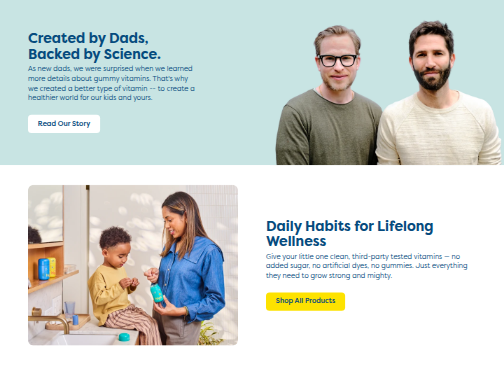 Created by Dads,
Backed by Science.
As new dads, we were surprised when we learned
more details about gummy vitamins. That's why
we created a better type of vitamin -- to create a
healthier world for our kids and yours.
Read Our Story
Daily Habits for Lifelong
Wellness
Give your little one clean, third-party tested vitamins — no
added sugar, no artificial dyes, no gummies. Just everything
they need to grow strong and mighty.
Shop All Products